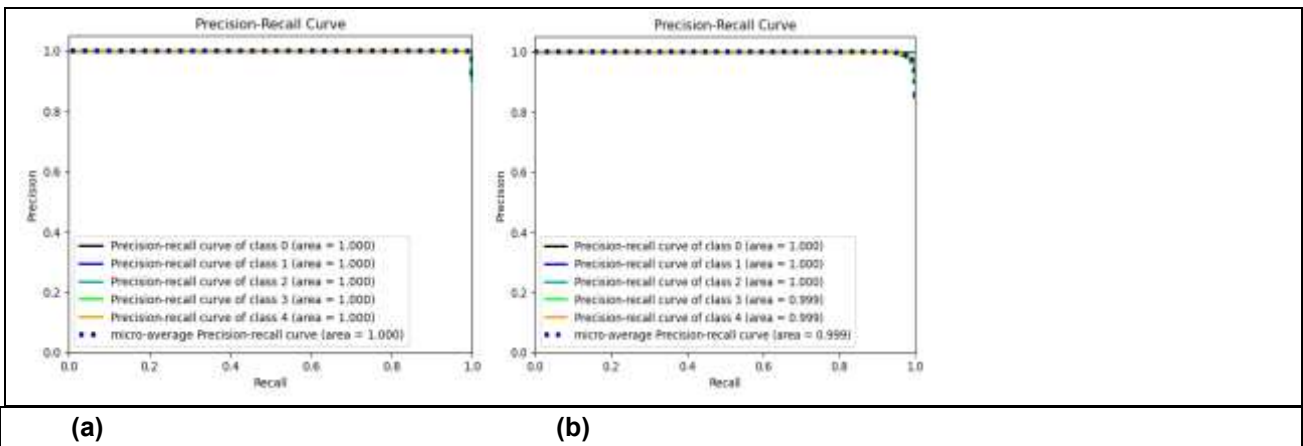 Precision-Recall Curve
1.0
0.8
0.6
0.4
0.2
0.0
Precision
Precision-recall curve of class 0 (area = 1.000)
Precision-recall curve of class 1 (area = 1.000)
Precision-recall curve of class 2 (area = 1.000)
Precision-recall curve of class 3 (area = 1.000)
Precision-recall curve of class 4 (area = 1.000)
micro-average Precision-recall curve (area = 1.000)
0.0 0.2 0.4 0.6 0.8 1.0
Recall
Precision-Recall Curve
1.0
0.8
0.6
0.4
0.2
0.0
Precision
Precision-recall curve of class 0 (area = 1.000)
Precision-recall curve of class 1 (area = 1.000)
Precision-recall curve of class 2 (area = 1.000)
Precision-recall curve of class 3 (area = 0.999)
Precision-recall curve of class 4 (area = 0.999)
micro-average Precision-recall curve (area = 0.999)
0.0 0.2 0.4 0.6 0.8 1.0
Recall
(a) (b)